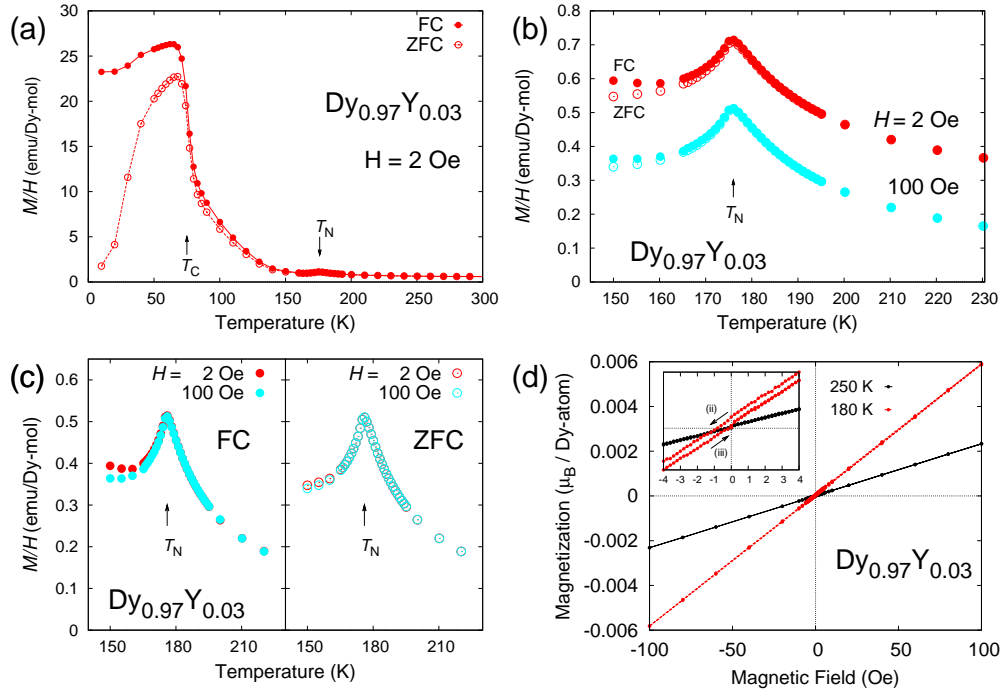 (a)
M/H (emu/Dy-mol)
30
25
20
15
10
5
0
FC
ZFC
Dy0.97Y0.03
H = 2 Oe
TC
TN
0 50 100 150 200 250 300
Temperature (K)
(b)
M/H (emu/Dy-mol)
0.8
0.7
0.6
0.5
0.4
0.3
0.2
0.1
0
FC
ZFC
H = 2 Oe
100 Oe
TN
Dy0.97Y0.03
150 160 170 180 190 200 210 220 230
Temperature (K)
(c)
M/H (emu/Dy-mol)
0.6
0.5
0.4
0.3
0.2
0.1
0
H = 2 Oe
100 Oe
FC
TN
Dy0.97Y0.03
H = 2 Oe
100 Oe
ZFC
TN
150 180 210 150 180 210
Temperature (K)
(d)
Magnetization (μB / Dy-atom)
0.006
0.004
0.002
0
-0.002
-0.004
-0.006
250 K
180 K
(ii)
(iii)
-4 -3 -2 -1 0 1 2 3 4
Dy0.97Y0.03
-100 -50 0 50 100
Magnetic Field (Oe)